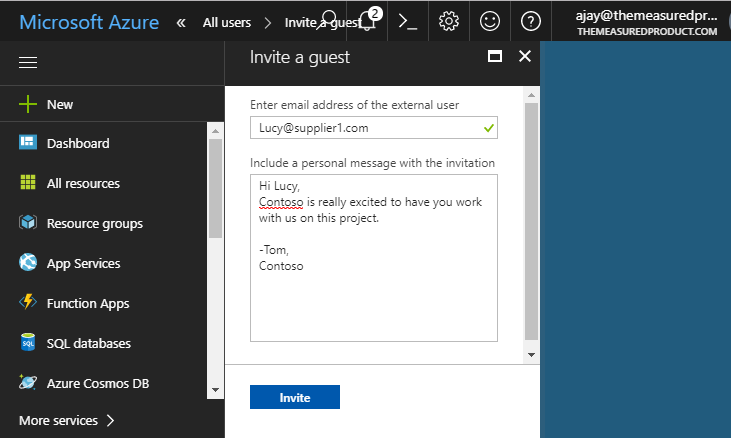 Microsoft Azure « All users > Invite a guest 2 >_ ? ajay@themeasuredpr...
THEMEASUREDPRODUCT.COM
Invite a guest
New
Dashboard
All resources
Resource groups
App Services
Function Apps
SQL databases
Azure Cosmos DB
More services >
Enter email address of the external user
Lucy@supplier1.com
Include a personal message with the invitation
Hi Lucy,
Contoso is really excited to have you work
with us on this project.
-Tom,
Contoso
Invite